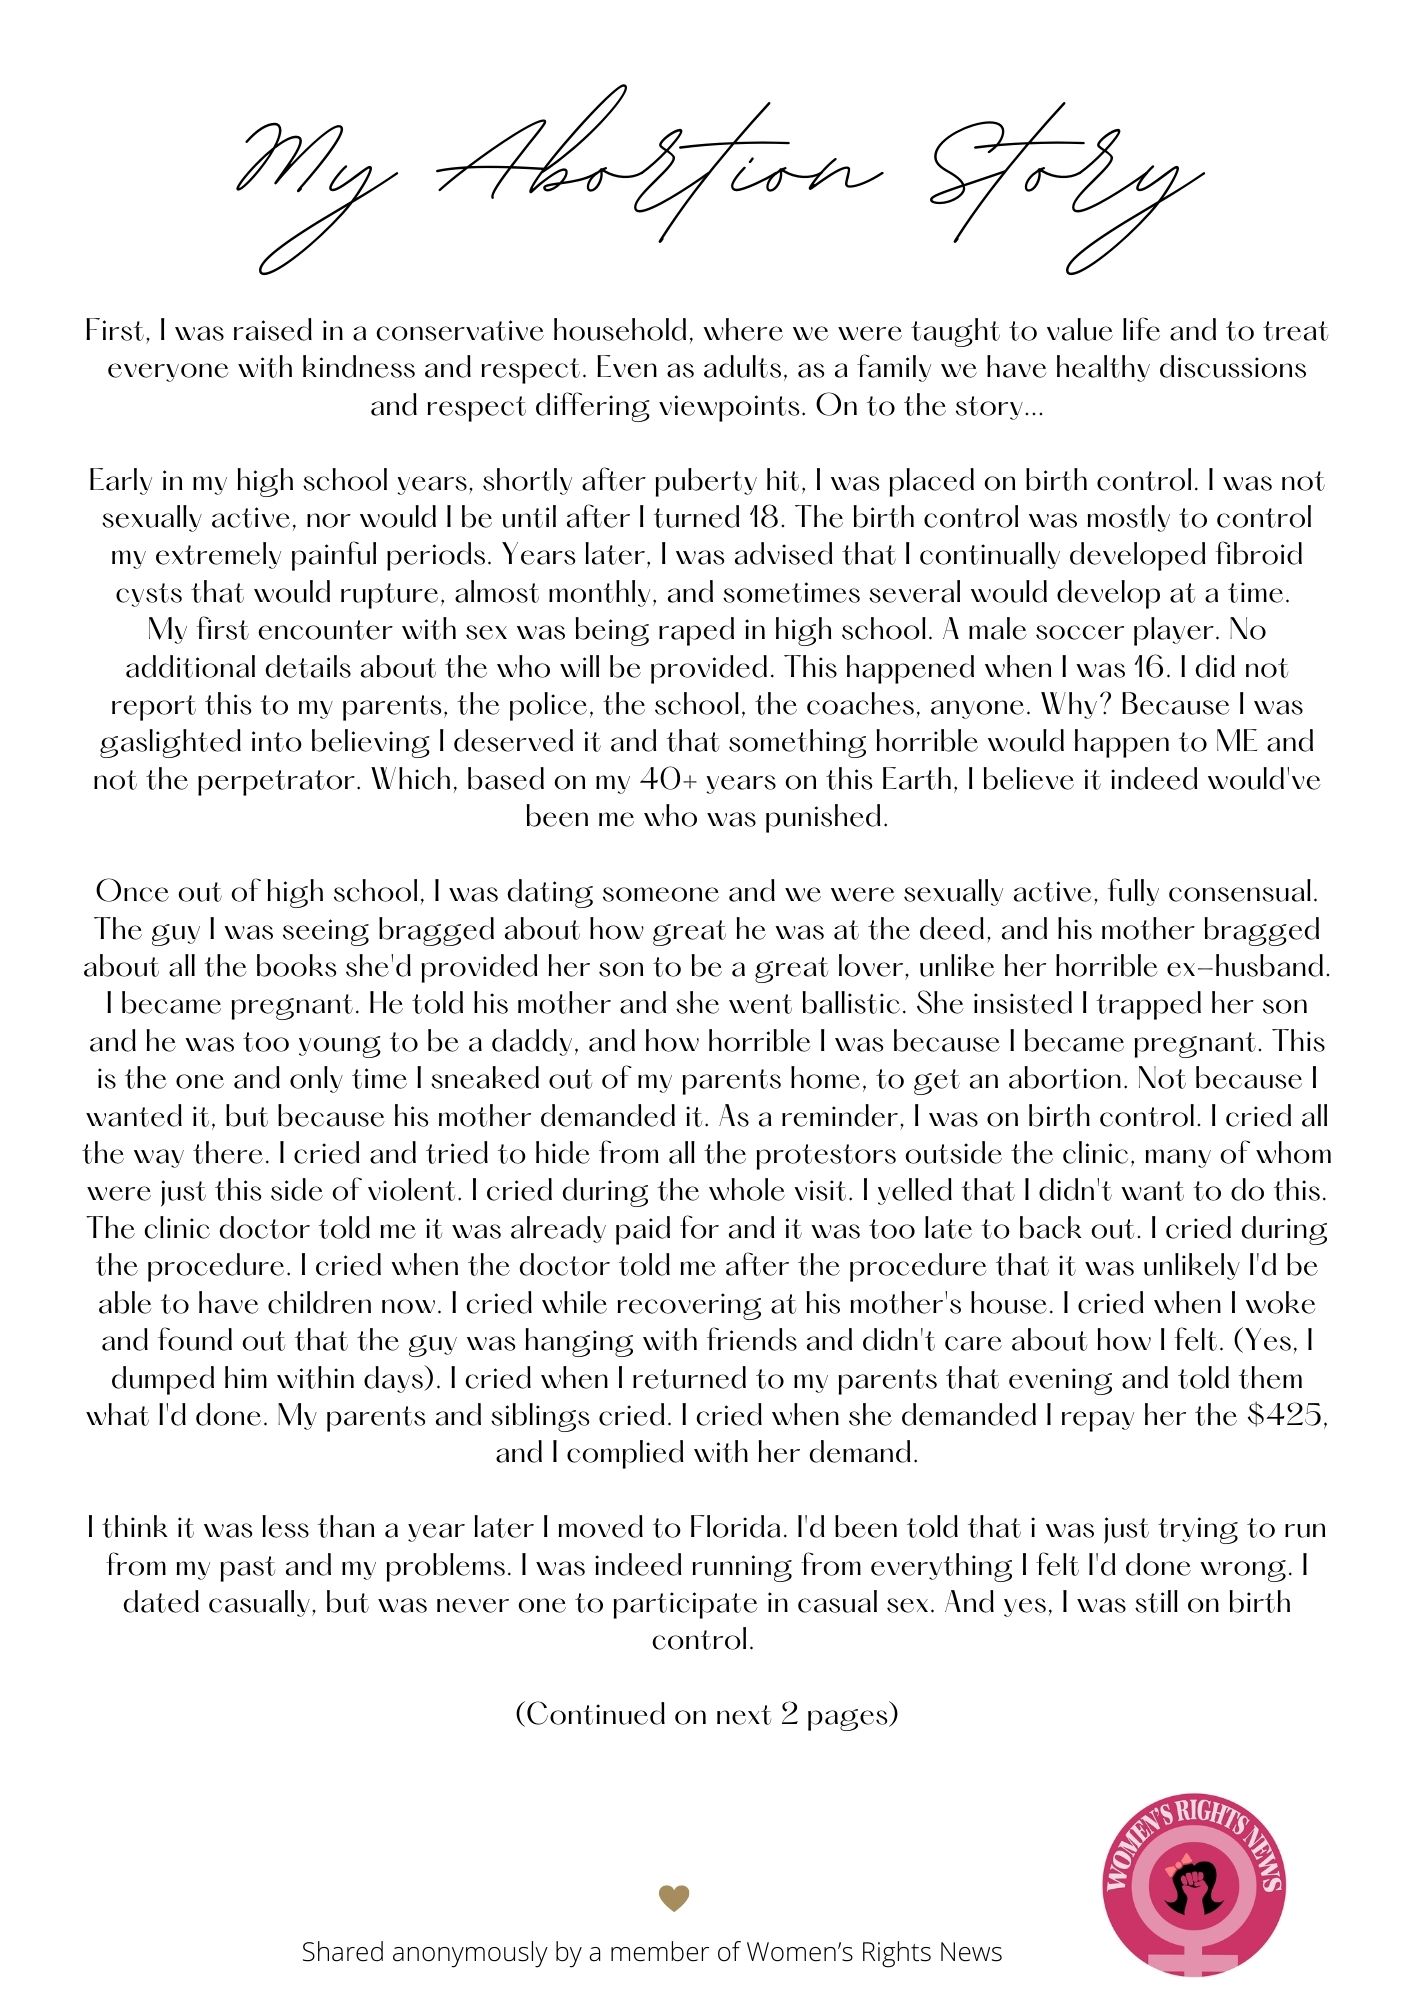 My Abortion Story
First, I was raised in a conservative household, where we were taught to value life and to treat
everyone with kindness and respect. Even as adults, as a family we have healthy discussions
and respect differing viewpoints. On to the story...
Early in my high school years, shortly after puberty hit, I was placed on birth control. I was not
sexually active, nor would I be until after I turned 18. The birth control was mostly to control
my extremely painful periods. Years later, I was advised that I continually developed fibroid
cysts that would rupture, almost monthly, and sometimes several would develop at a time.
My first encounter with sex was being raped in high school. A male soccer player. No
additional details about the who will be provided. This happened when I was 16. I did not
report this to my parents, the police, the school, the coaches, anyone. Why? Because I was
gaslighted into believing I deserved it and that something horrible would happen to ME and
not the perpetrator. Which, based on my 40+ years on this Earth, I believe it indeed would've
been me who was punished.
Once out of high school, I was dating someone and we were sexually active, fully consensual.
The guy I was seeing bragged about how great he was at the deed, and his mother bragged
about all the books she'd provided her son to be a great lover, unlike her horrible ex-husband.
I became pregnant. He told his mother and she went ballistic. She insisted I trapped her son
and he was too young to be a daddy, and how horrible I was because I became pregnant. This
is the one and only time I sneaked out of my parents home, to get an abortion. Not because I
wanted it, but because his mother demanded it. As a reminder, I was on birth control. I cried all
the way there. I cried and tried to hide from all the protestors outside the clinic, many of whom
were just this side of violent. I cried during the whole visit. I yelled that I didn't want to do this.
The clinic doctor told me it was already paid for and it was too late to back out. I cried during
the procedure. I cried when the doctor told me after the procedure that it was unlikely I'd be
able to have children now. I cried while recovering at his mother's house. I cried when I woke
and found out that the guy was hanging with friends and didn't care about how I felt. (Yes, I
dumped him within days). I cried when I returned to my parents that evening and told them
what I'd done. My parents and siblings cried. I cried when she demanded I repay her the $425,
and I complied with her demand.
I think it was less than a year later I moved to Florida. I'd been told that i was just trying to run
from my past and my problems. I was indeed running from everything I felt I'd done wrong. I
dated casually, but was never one to participate in casual sex. And yes, I was still on birth
control.
(Continued on next 2 pages)
WOMEN'S RIGHTS NEWS
Shared anonymously by a member of Women's Rights News